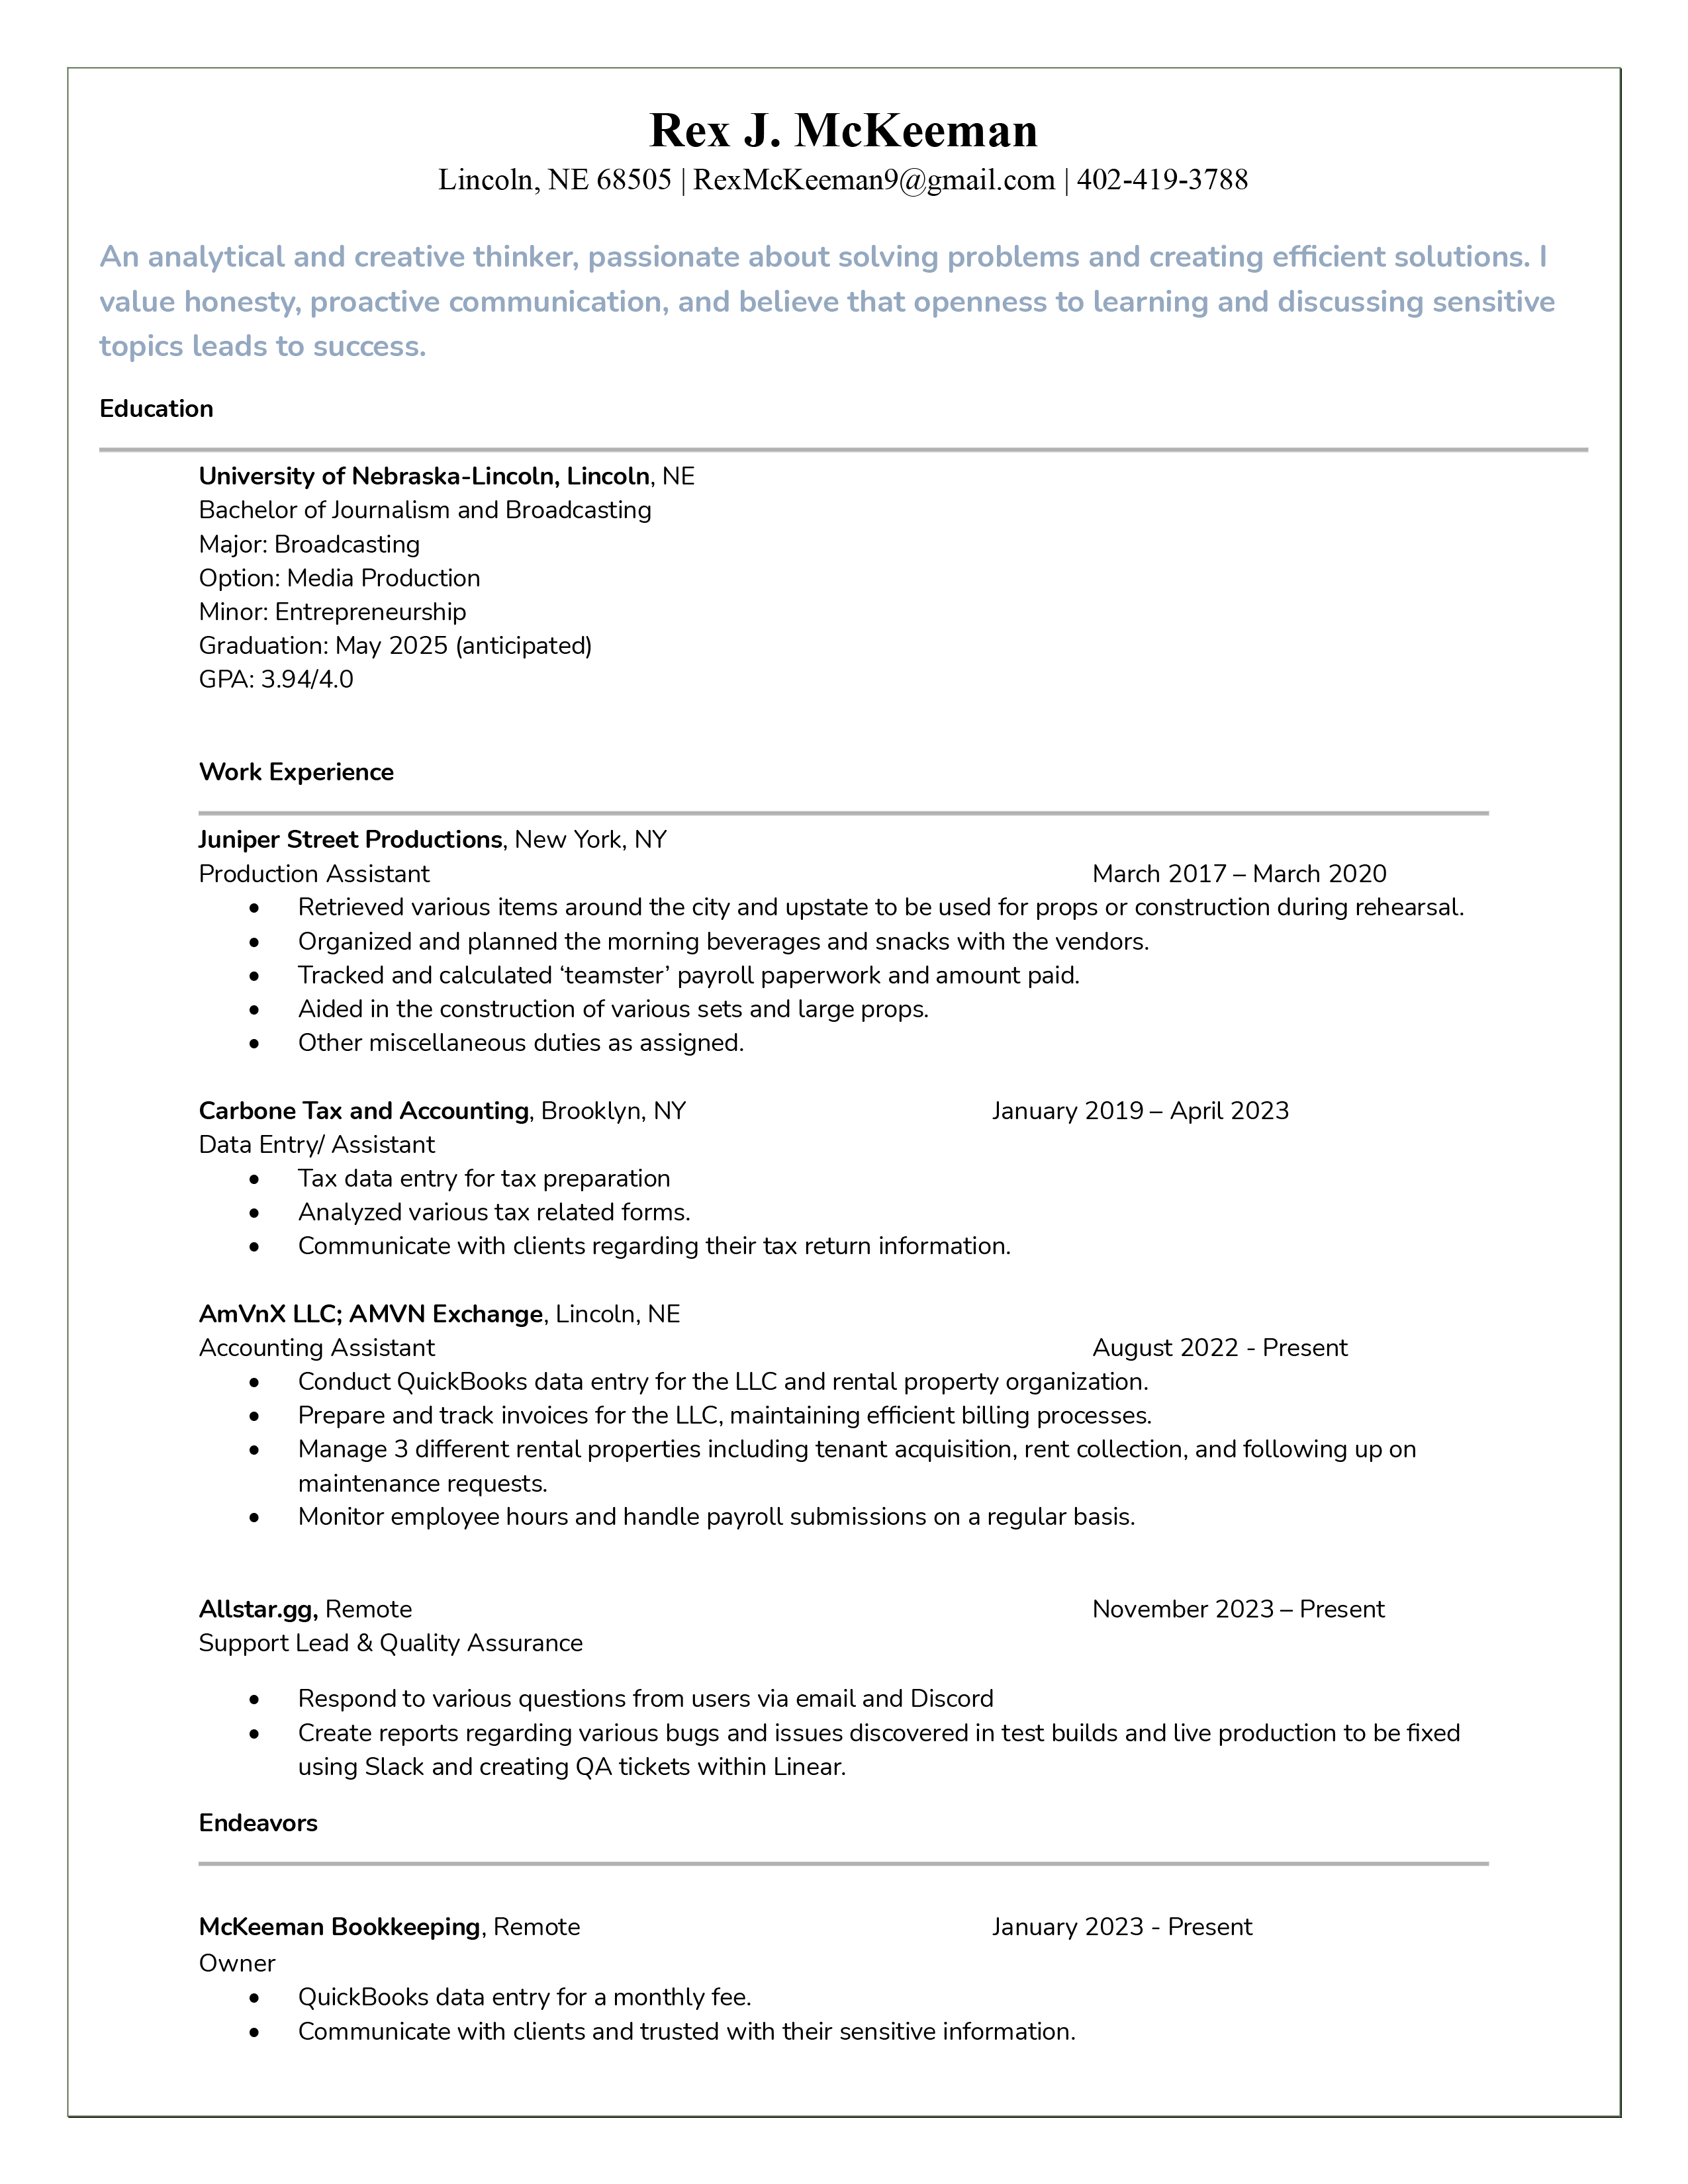 Rex J. McKeeman
Lincoln, NE 68505 | RexMcKeeman9@gmail.com | 402-419-3788
An analytical and creative thinker, passionate about solving problems and creating efficient solutions. I
value honesty, proactive communication, and believe that openness to learning and discussing sensitive
topics leads to success.
Education
University of Nebraska-Lincoln, Lincoln, NE
Bachelor of Journalism and Broadcasting
Major: Broadcasting
Option: Media Production
Minor: Entrepreneurship
Graduation: May 2025 (anticipated)
GPA: 3.94/4.0
Work Experience
Juniper Street Productions, New York, NY
Production Assistant March 2017 – March 2020
• Retrieved various items around the city and upstate to be used for props or construction during rehearsal.
• Organized and planned the morning beverages and snacks with the vendors.
• Tracked and calculated ‘teamster’ payroll paperwork and amount paid.
• Aided in the construction of various sets and large props.
• Other miscellaneous duties as assigned.
Carbone Tax and Accounting, Brooklyn, NY January 2019 – April 2023
Data Entry/ Assistant
• Tax data entry for tax preparation
• Analyzed various tax related forms.
• Communicate with clients regarding their tax return information.
AmVnX LLC; AMVN Exchange, Lincoln, NE
Accounting Assistant August 2022 - Present
• Conduct QuickBooks data entry for the LLC and rental property organization.
• Prepare and track invoices for the LLC, maintaining efficient billing processes.
• Manage 3 different rental properties including tenant acquisition, rent collection, and following up on
maintenance requests.
• Monitor employee hours and handle payroll submissions on a regular basis.
Allstar.gg, Remote November 2023 – Present
Support Lead & Quality Assurance
• Respond to various questions from users via email and Discord
• Create reports regarding various bugs and issues discovered in test builds and live production to be fixed
using Slack and creating QA tickets within Linear.
Endeavors
McKeeman Bookkeeping, Remote January 2023 - Present
Owner
• QuickBooks data entry for a monthly fee.
• Communicate with clients and trusted with their sensitive information.